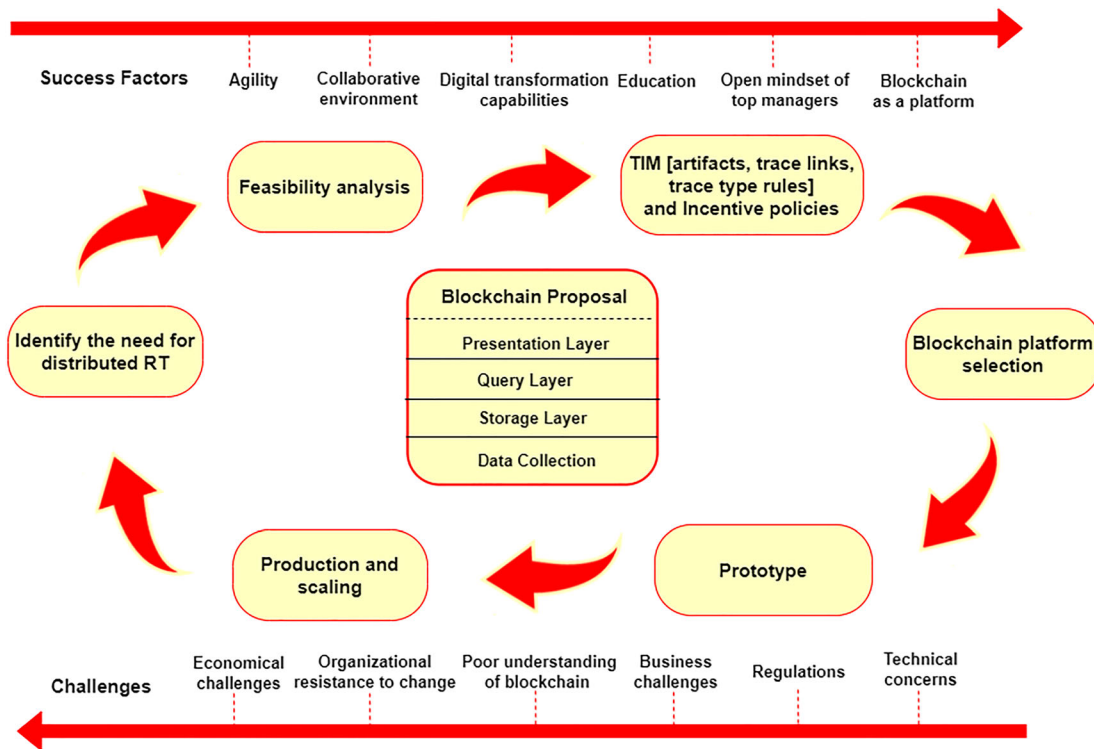 Success Factors
Agility
Collaborative
environment
Digital transformation
capabilities
Education
Open mindset of
top managers
Blockchain
as a platform
Feasibility analysis
TIM [artifacts, trace links,
trace type rules]
and Incentive policies
Identify the need for
distributed RT
Blockchain Proposal
Presentation Layer
Query Layer
Storage Layer
Data Collection
Blockchain platform
selection
Production and
scaling
Prototype
Challenges
Economical
challenges
Organizational
resistance to change
Poor understanding
of blockchain
Business
challenges
Regulations
Technical
concerns